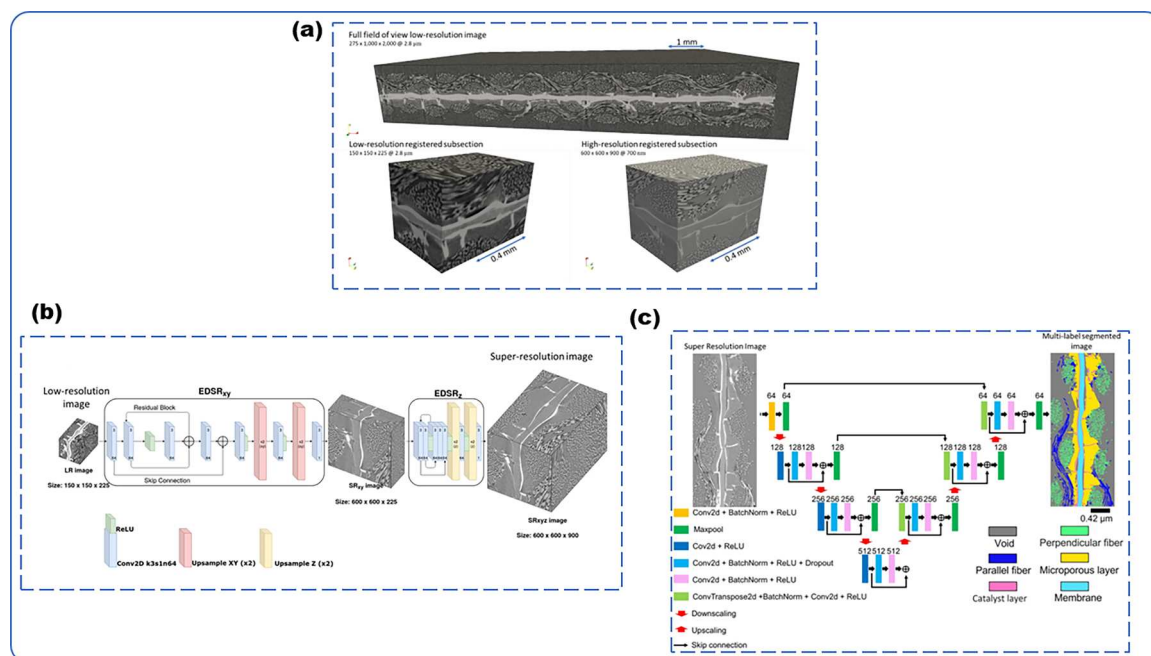 (a)
Full field of view low-resolution image
275 x 1,000 x 2,000 @ 2.8 µm
1 mm
Low-resolution registered subsection
150 x 150 x 225 @ 2.8 µm
0.4 mm
High-resolution registered subsection
600 x 600 x 900 @ 700 nm
0.4 mm
(b)
Low-resolution
image
LR image
Size: 150 x 150 x 225
EDSRxy
Residual Block
Skip Connection
SRxy image
Size: 600 x 600 x 225
EDSRz
Super-resolution image
SRxyz image
Size: 600 x 600 x 900
ReLU
Conv2D k3s1n64
Upsample XY (x2)
Upsample Z (x2)
(c)
Super Resolution Image
Multi-label segmented
image
64 64
64 64 64 64
128 128 128 128
128 128 128 128
256 256 256 256
256 256 256 256
512 512 512
Conv2d + BatchNorm + ReLU
Maxpool
Cov2d + ReLU
Conv2d + BatchNorm + ReLU + Dropout
Conv2d + BatchNorm + ReLU
ConvTranspose2d +BatchNorm + Conv2d + ReLU
Downscaling
Upscaling
Skip connection
0.42 µm
Void
Perpendicular fiber
Parallel fiber
Microporous layer
Catalyst layer
Membrane